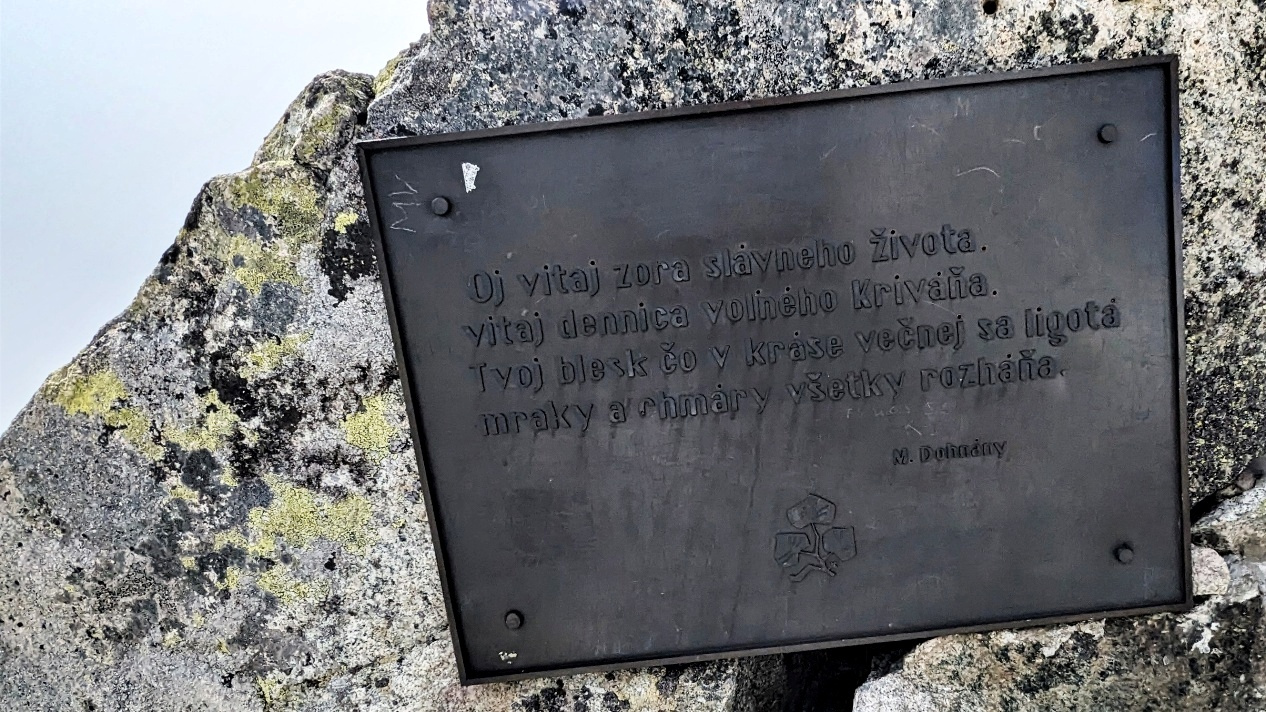 MV
Oj vitaj zora slávneho života.
vitaj dennica voľného Kriváňa.
Tvoj blesk čo v kráse večnej sa ligotá
mraky a chmáry všetky rozháňa.
M. Dohnány